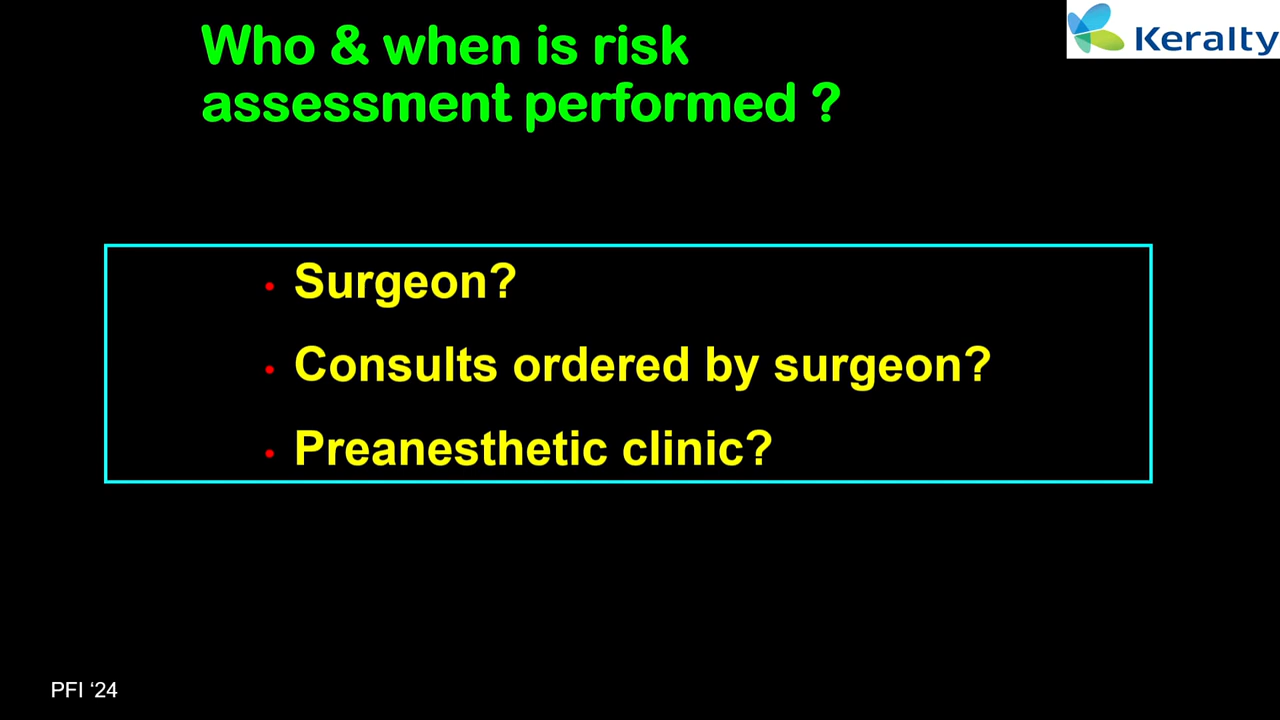 Who & when is risk
assessment performed ?
Keralty
• Surgeon?
• Consults ordered by surgeon?
• Preanesthetic clinic?
PFI ‘24